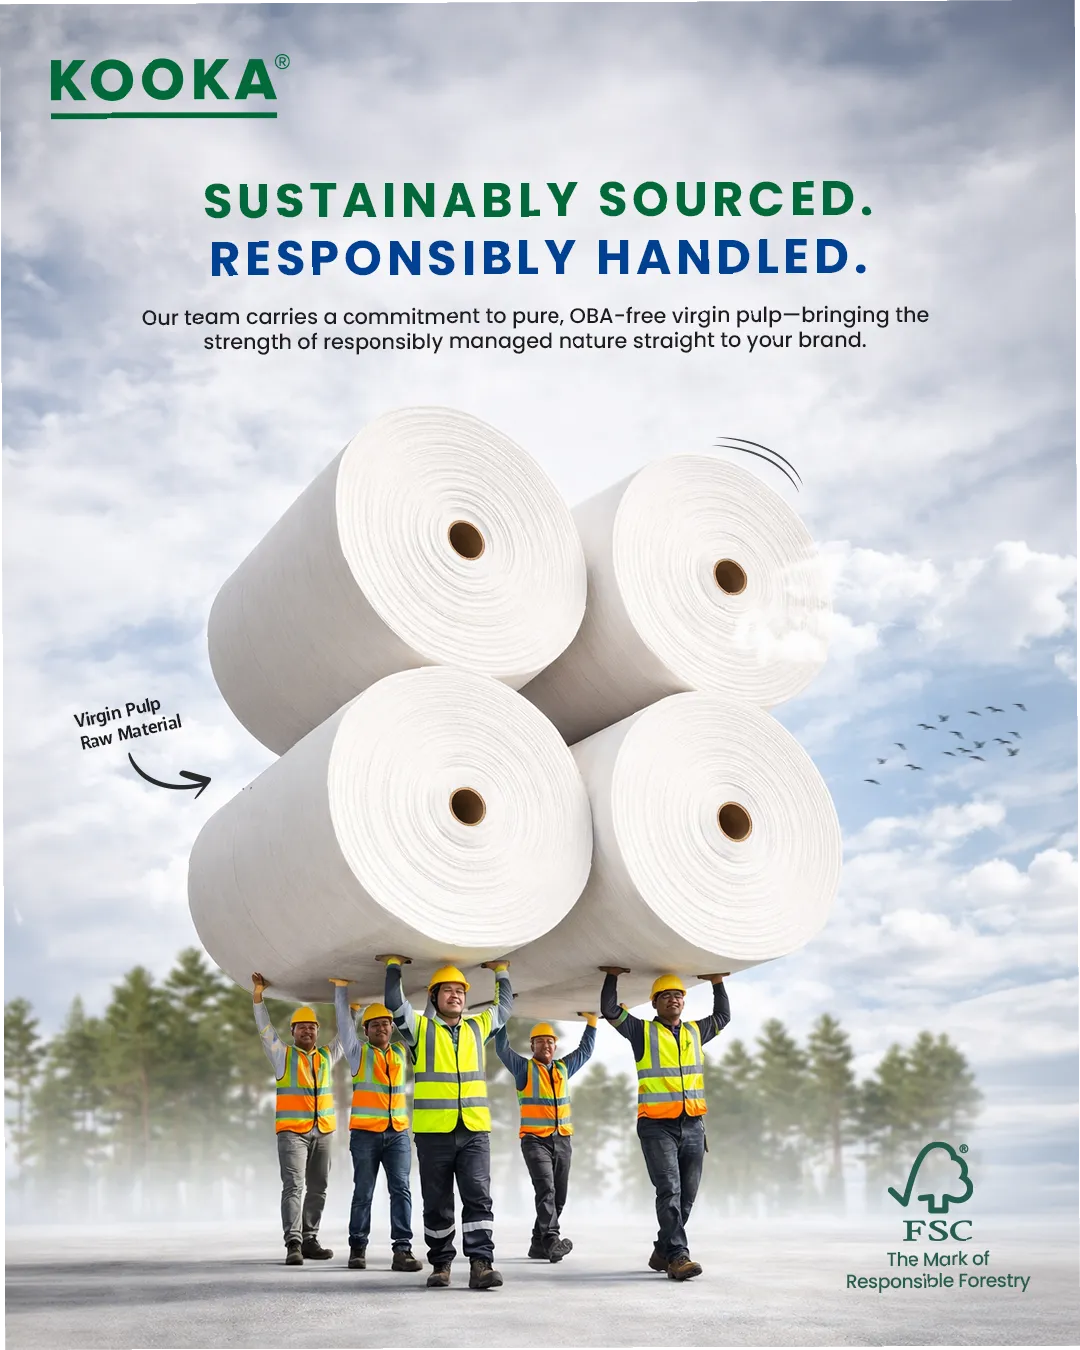 KOOKA®
SUSTAINABLY SOURCED.
RESPONSIBLY HANDLED.
Our team carries a commitment to pure, OBA-free virgin pulp—bringing the
strength of responsibly managed nature straight to your brand.
Virgin Pulp
Raw Material
®
FSC
The Mark of
Responsible Forestry